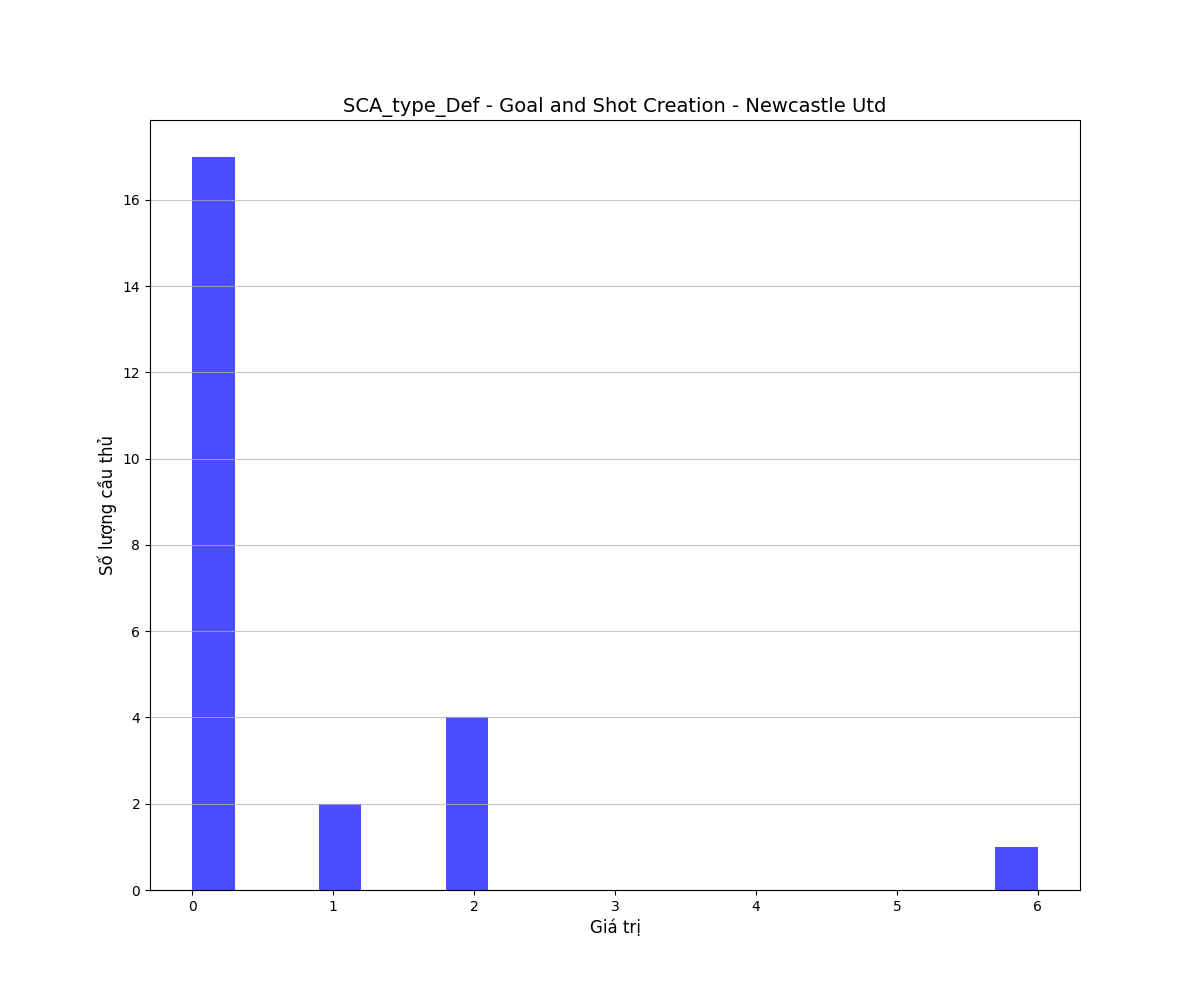 SCA_type_Def - Goal and Shot Creation - Newcastle Utd
Số lượng cầu thủ
16
14
12
10
8
6
4
2
0
0 1 2 3 4 5 6
Giá trị